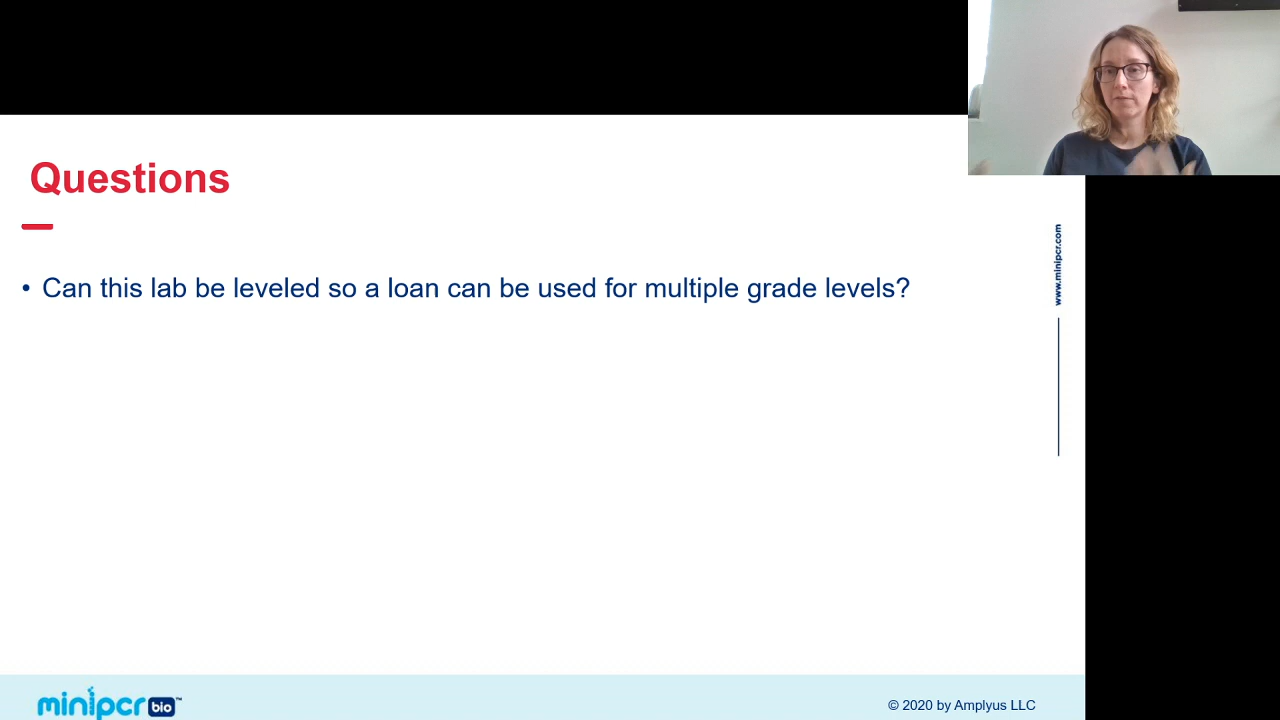 Questions
• Can this lab be leveled so a loan can be used for multiple grade levels?
www.minipcr.com
minipcr bio™
© 2020 by Amplyus LLC